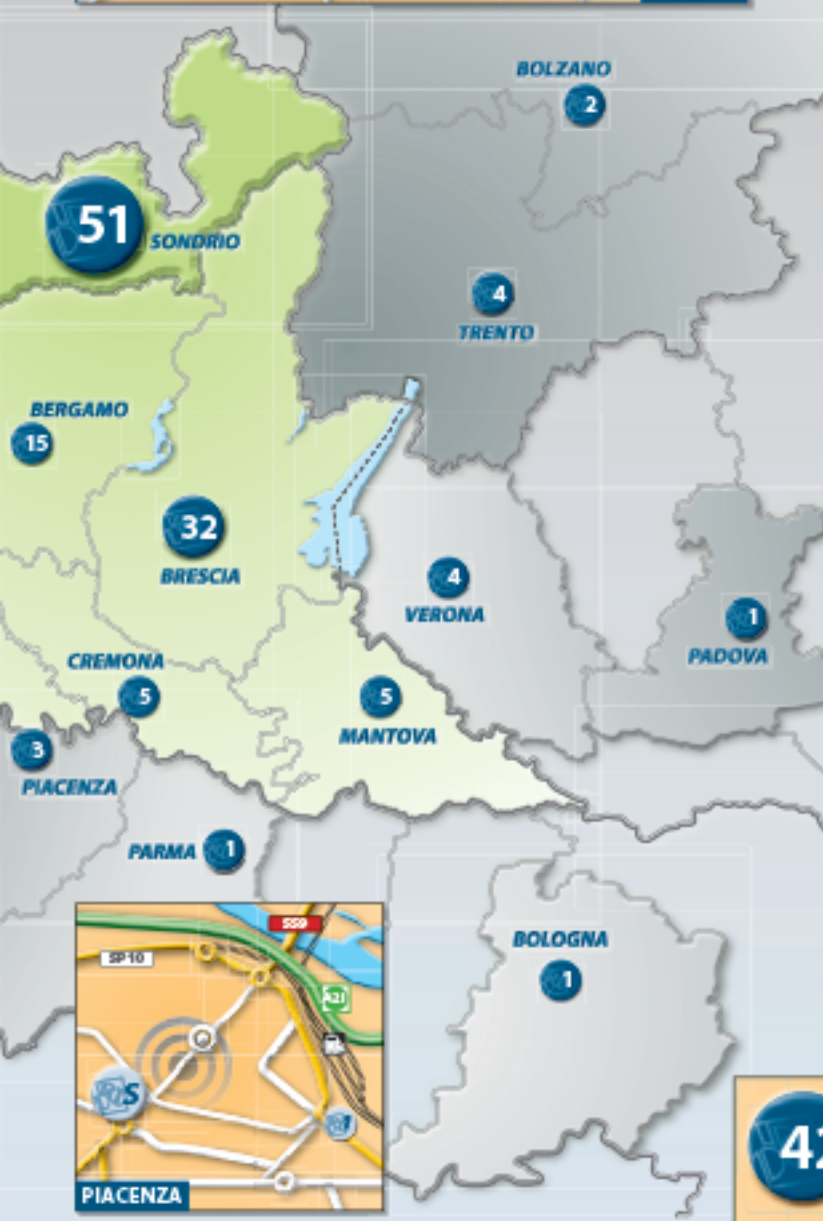 BOLZANO
2
51
SONDRIO
4
TRENTO
BERGAMO
15
32
BRESCIA
4
VERONA
1
PADOVA
CREMONA
5
5
MANTOVA
3
PIACENZA
PARMA 1
BOLOGNA
1
SS9
SP10
A21
S
1
PIACENZA
42